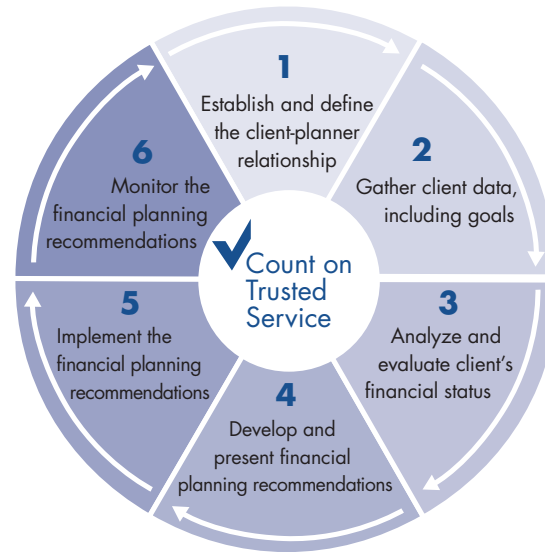 1
Establish and define
the client-planner
relationship
2
Gather client data,
including goals
3
Analyze and
evaluate client’s
financial status
4
Develop and
present financial
planning recommendations
5
Implement the
financial planning
recommendations
6
Monitor the
financial planning
recommendations
Count on
Trusted
Service